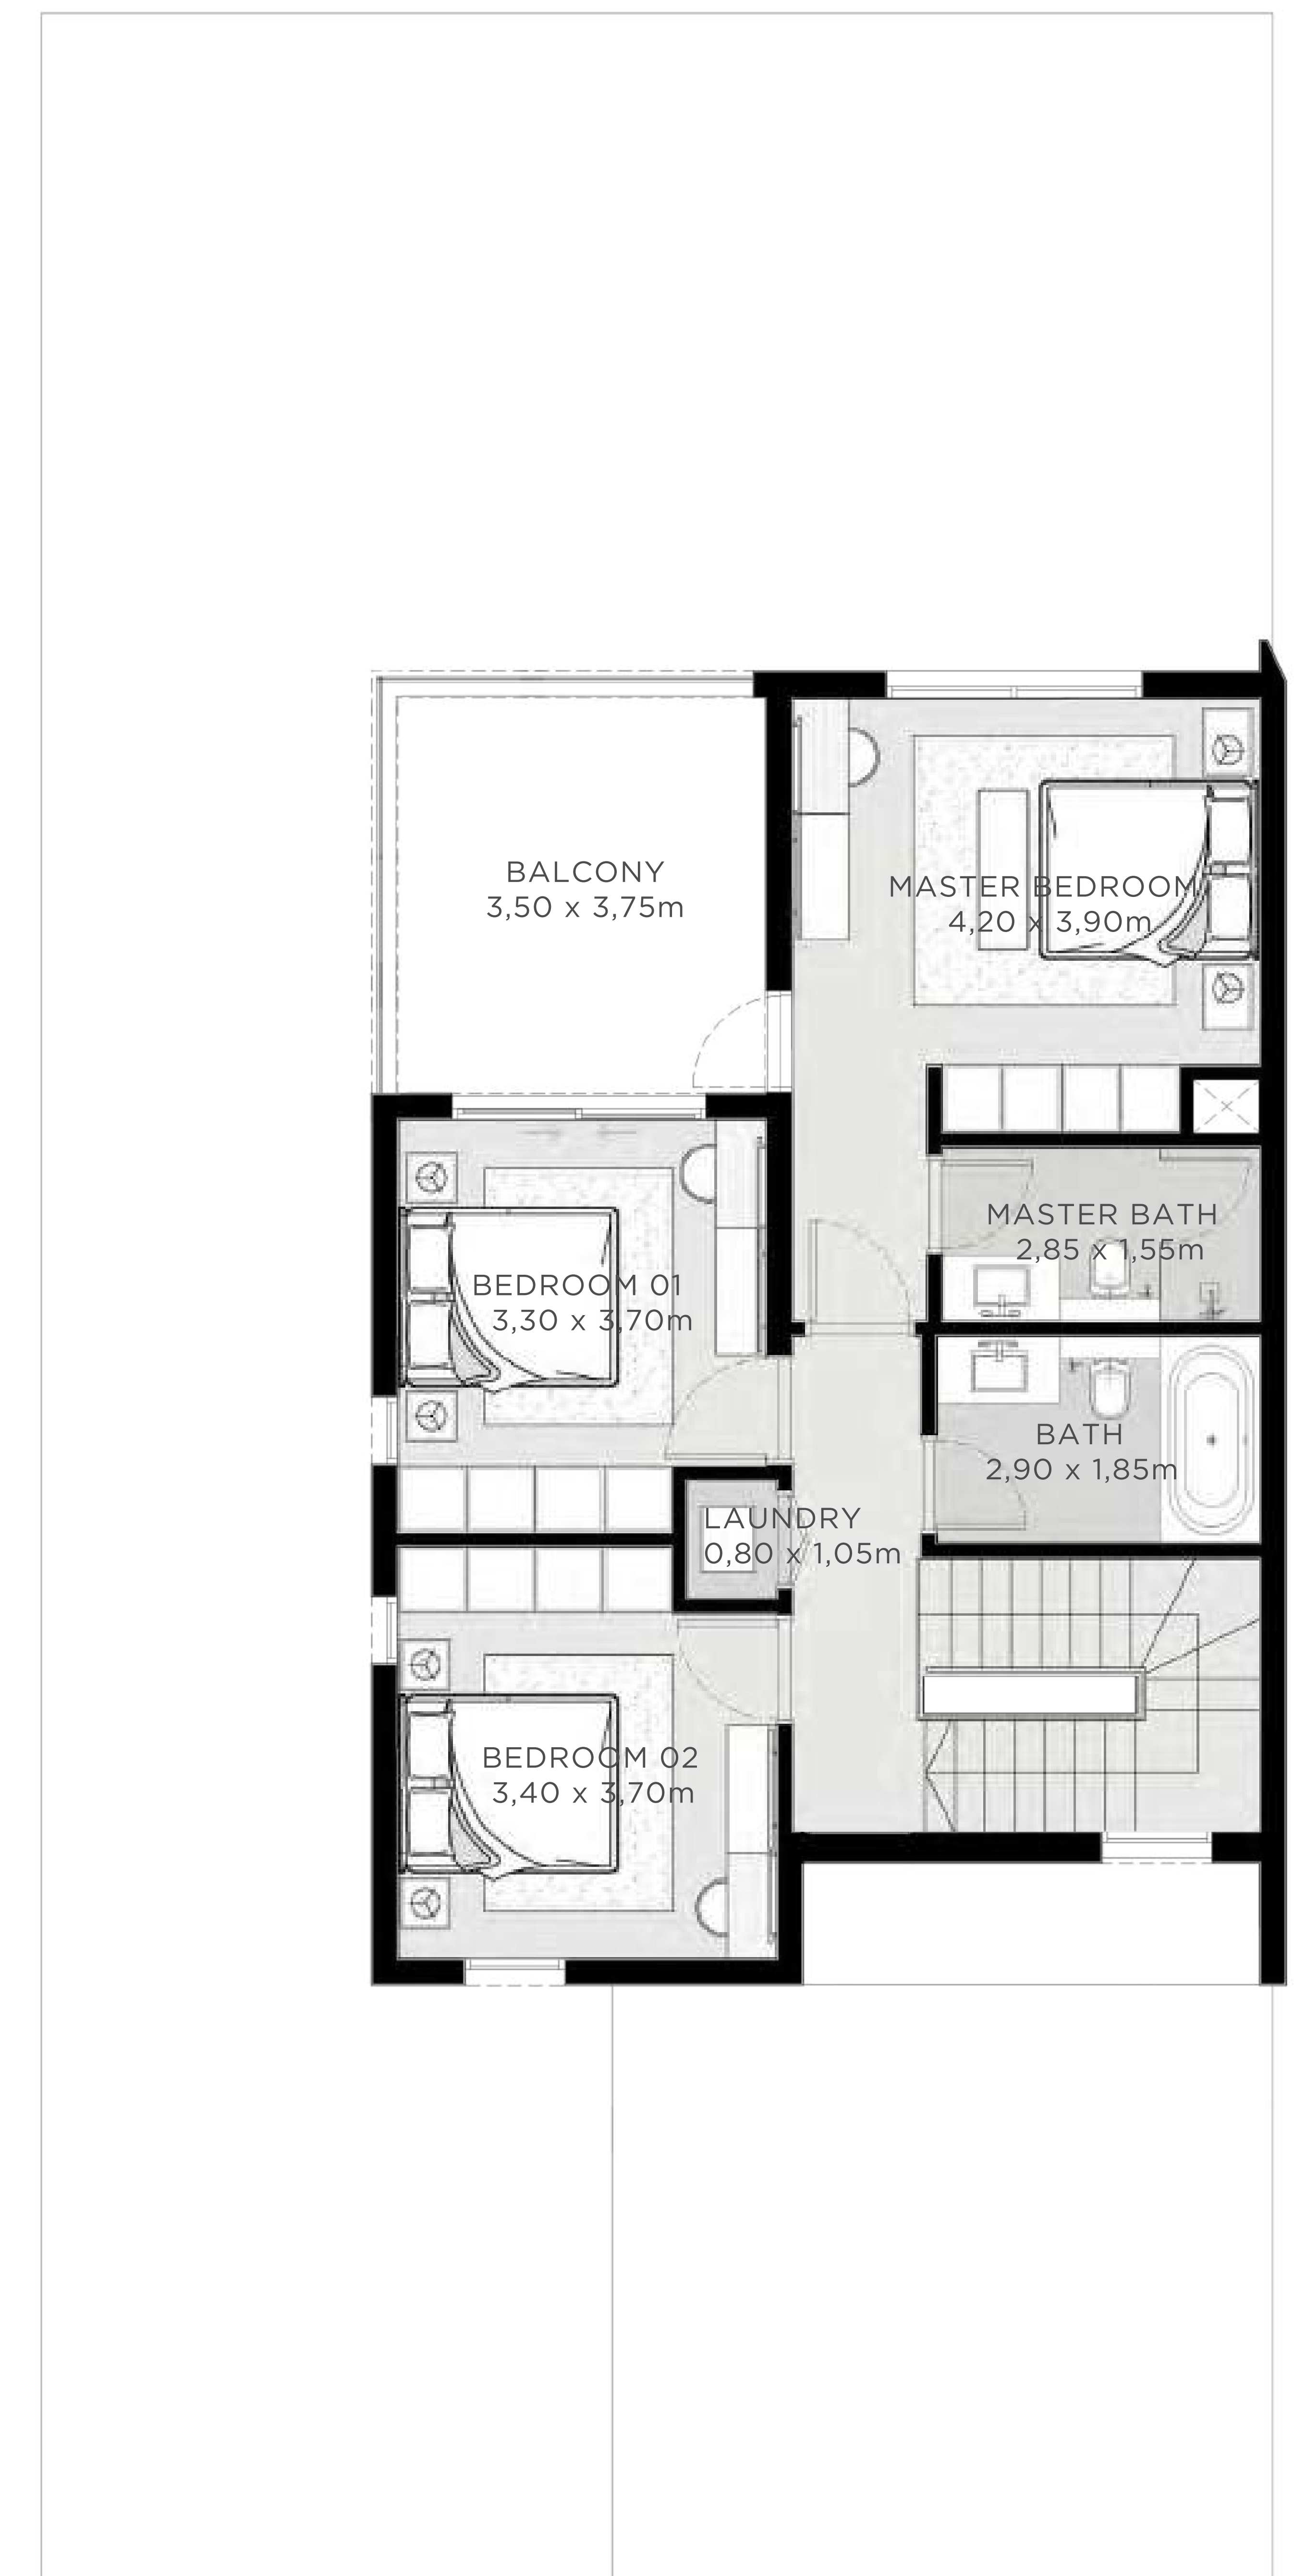 BALCONY
3,50 x 3,75m
MASTER BEDROOM
4,20 x 3,90m
MASTER BATH
2,85 x 1,55m
BEDROOM 01
3,30 x 3,70m
BATH
2,90 x 1,85m
LAUNDRY
0,80 x 1,05m
BEDROOM 02
3,40 x 3,70m